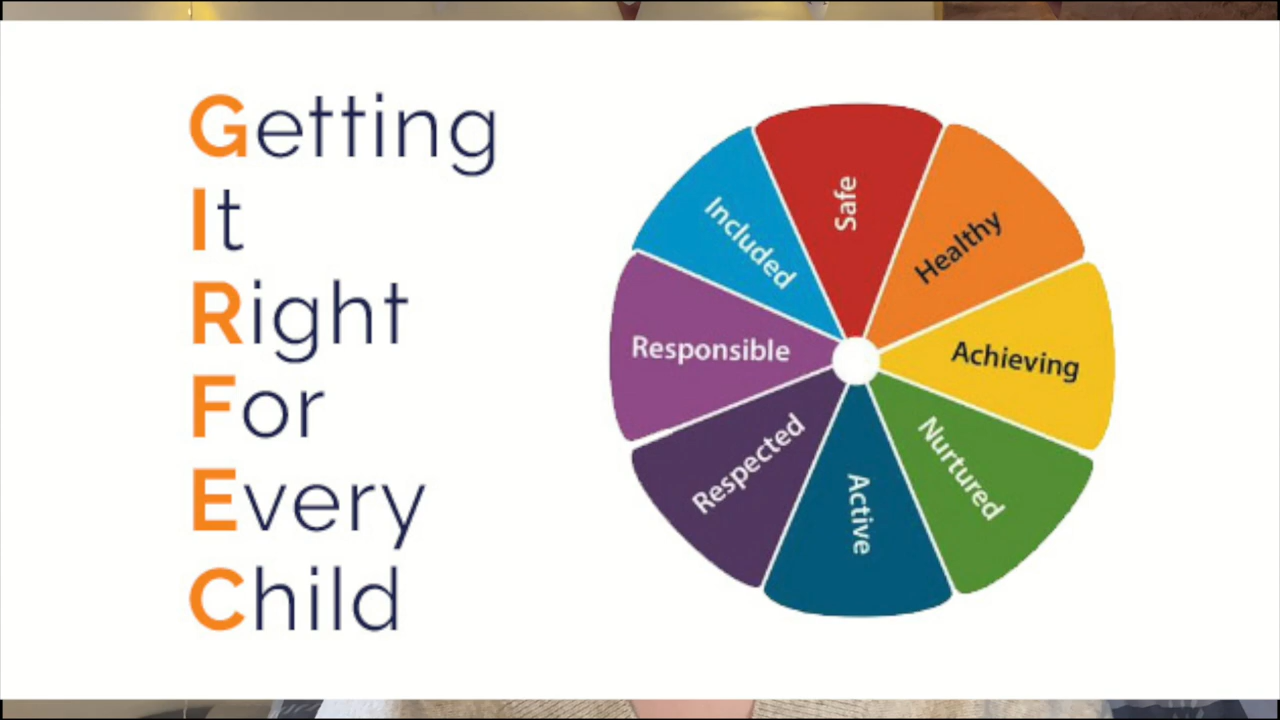 Getting
It
Right
For
Every
Child
Safe
Healthy
Achieving
Nurtured
Active
Respected
Responsible
Included